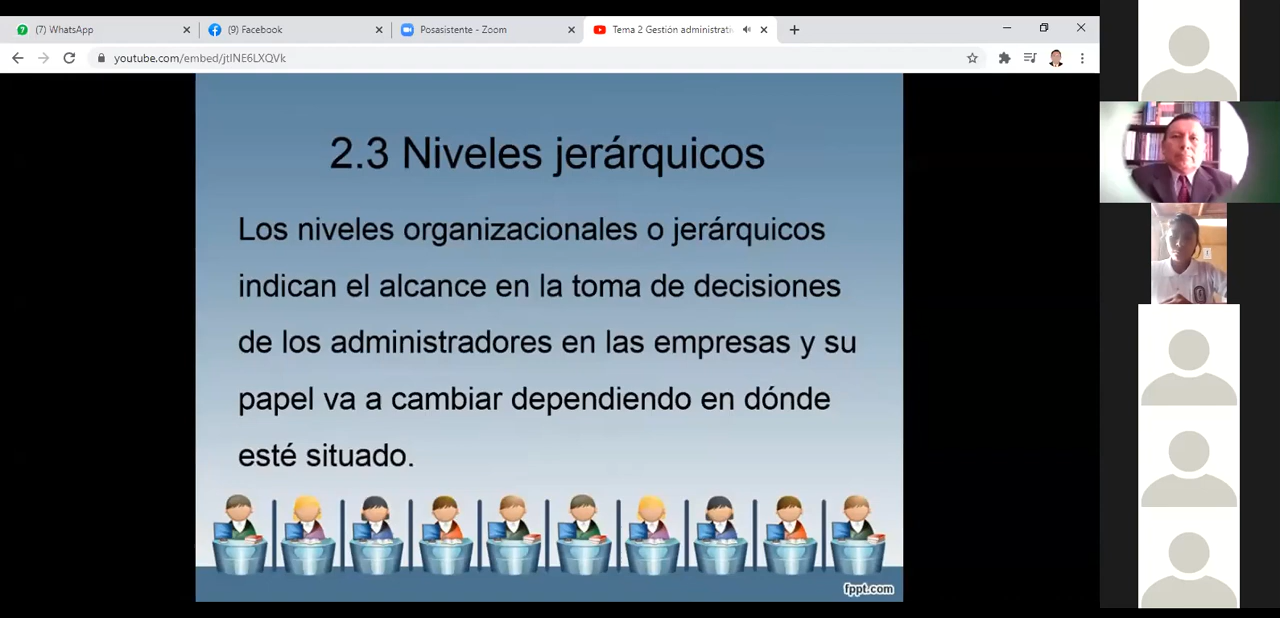 (7) WhatsApp
(9) Facebook
Posasistente - Zoom
Tema 2 Gestión administrati
youtube.com/embed/jtlNE6LXQVk
2.3 Niveles jerárquicos
Los niveles organizacionales o jerárquicos
indican el alcance en la toma de decisiones
de los administradores en las empresas y su
papel va a cambiar dependiendo en dónde
esté situado.
fppt.com